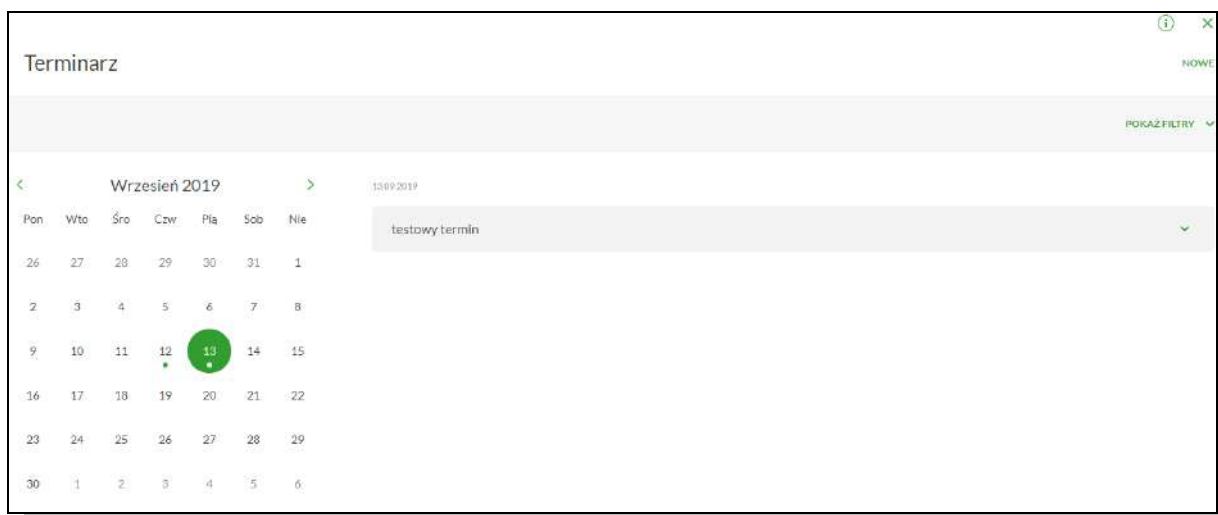 Terminarz
NOWE
POKAŻ FILTRY
Wrzesień 2019
13.09.2019
Pon Wto Śro Czw Pią Sob Nie
testowy termin
26 27 28 29 30 31 1
2 3 4 5 6 7 8
9 10 11 12 13 14 15
16 17 18 19 20 21 22
23 24 25 26 27 28 29
30 1 2 3 4 5 6